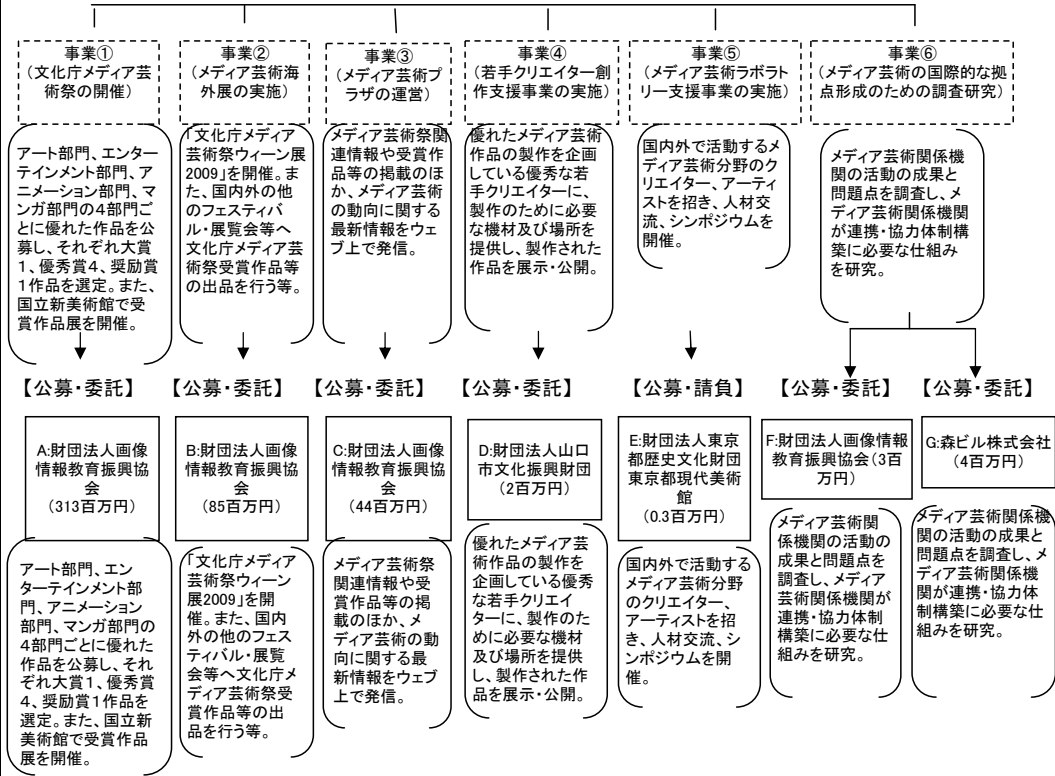 事業①
（文化庁メディア芸
術祭の開催）
事業②
（メディア芸術海
外展の実施）
事業③
（メディア芸術プ
ラザの運営）
事業④
（若手クリエイター創
作支援事業の実施）
事業⑤
（メディア芸術ラボラト
リー支援事業の実施）
事業⑥
（メディア芸術の国際的な拠
点形成のための調査研究）
アート部門、エンター
テインメント部門、ア
ニメーション部門、マ
ンガ部門の4部門ご
とに優れた作品を公
募し、それぞれ大賞
1、優秀賞4、奨励賞
1作品を選定。また、
国立新美術館で受
賞作品展を開催。
「文化庁メディア
芸術祭ウィーン展
2009」を開催。ま
た、国内外の他
のフェスティバ
ル・展覧会等へ
文化庁メディア芸
術祭受賞作品等
の出品を行う等。
メディア芸術祭関
連情報や受賞作
品等の掲載のほ
か、メディア芸術
の動向に関する
最新情報をウェ
ブ上で発信。
優れたメディア芸術
作品の製作を企画
している優秀な若
手クリエイターに、
製作のために必要
な機材及び場所を
提供し、製作された
作品を展示・公開。
国内外で活動するメ
ディア芸術分野のク
リエイター、アーティ
ストを招き、人材交
流、シンポジウムを
開催。
メディア芸術関係機
関の活動の成果と
問題点を調査し、メ
ディア芸術関係機関
が連携・協力体制構
築に必要な仕組み
を研究。
【公募・委託】
【公募・委託】
【公募・委託】
【公募・委託】
【公募・請負】
【公募・委託】
【公募・委託】
A:財団法人画像
情報教育振興協
会
（313百万円）
B:財団法人画像
情報教育振興協
会
（85百万円）
C:財団法人画像
情報教育振興協
会
（44百万円）
D:財団法人山口
市文化振興財団
（2百万円）
E:財団法人東京
都歴史文化財団
東京都現代美術
館
（0.3百万円）
F:財団法人画像情報
教育振興協会（3百
万円）
G:森ビル株式会社
（4百万円）
アート部門、エン
ターテインメント部
門、アニメーション
部門、マンガ部門の
4部門ごとに優れた
作品を公募し、それ
ぞれ大賞1、優秀賞
4、奨励賞1作品を
選定。また、国立新
美術館で受賞作品
展を開催。
「文化庁メディア
芸術祭ウィーン
展2009」を開
催。また、国内
外の他のフェス
ティバル・展覧
会等へ文化庁メ
ディア芸術祭受
賞作品等の出
品を行う等。
メディア芸術祭
関連情報や受
賞作品等の掲
載のほか、メ
ディア芸術の動
向に関する最
新情報をウェブ
上で発信。
優れたメディア芸
術作品の製作を
企画している優秀
な若手クリエイ
ターに、製作のた
めに必要な機材
及び場所を提供
し、製作された作
品を展示・公開。
国内外で活動する
メディア芸術分野
のクリエイター、
アーティストを招
き、人材交流、シ
ンポジウムを開
催。
メディア芸術関
係機関の活動の
成果と問題点を
調査し、メディア
芸術関係機関が
連携・協力体制
構築に必要な仕
組みを研究。
メディア芸術関係機
関の活動の成果と
問題点を調査し、メ
ディア芸術関係機
関が連携・協力体
制構築に必要な仕
組みを研究。